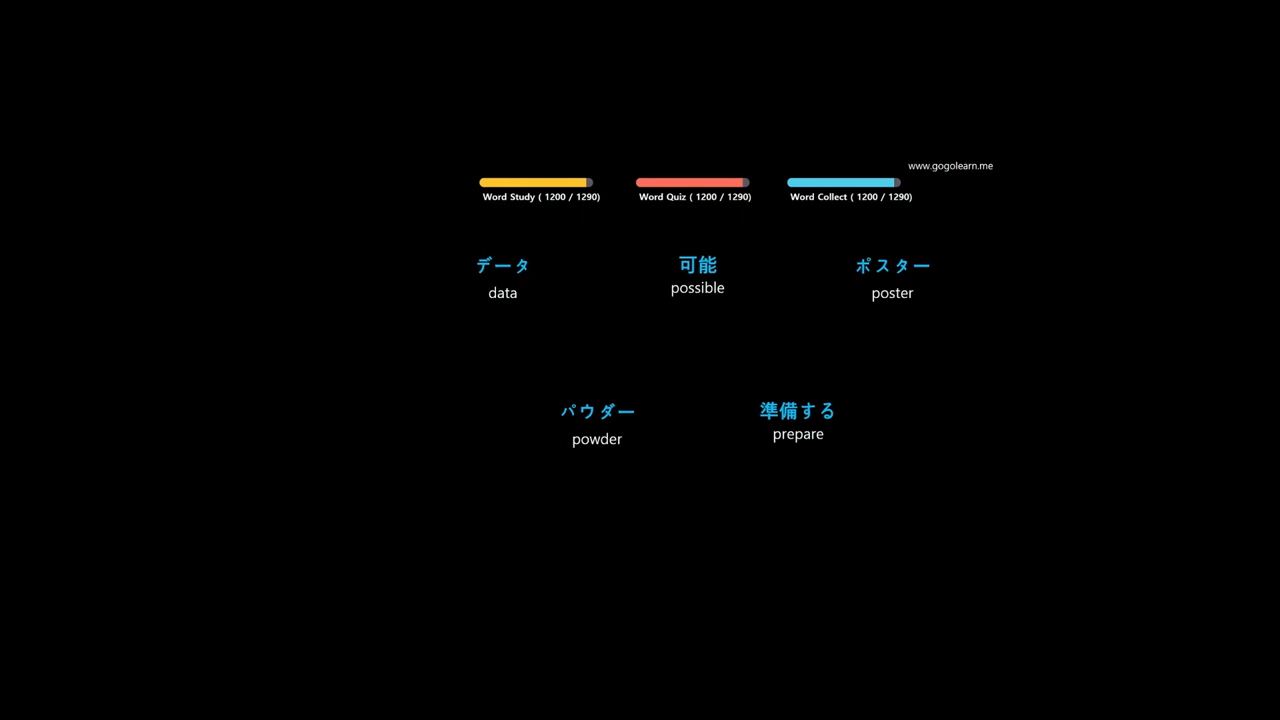 www.gogolearn.me
Word Study ( 1200 / 1290)
Word Quiz ( 1200 / 1290)
Word Collect ( 1200 / 1290)
データ
data
可能
possible
ポスター
poster
パウダー
powder
準備する
prepare